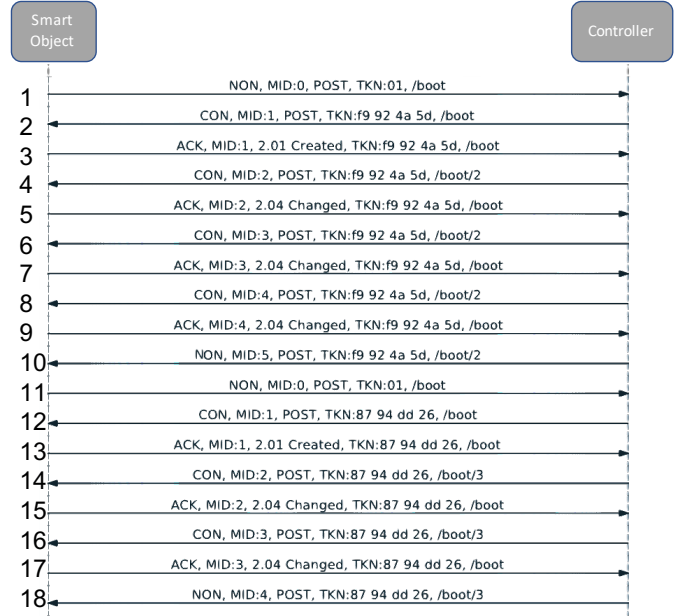 Smart
Object
Controller
1 NON, MID:0, POST, TKN:01, /boot
2 CON, MID:1, POST, TKN:f9 92 4a 5d, /boot
3 ACK, MID:1, 2.01 Created, TKN:f9 92 4a 5d, /boot
4 CON, MID:2, POST, TKN:f9 92 4a 5d, /boot/2
5 ACK, MID:2, 2.04 Changed, TKN:f9 92 4a 5d, /boot
6 CON, MID:3, POST, TKN:f9 92 4a 5d, /boot/2
7 ACK, MID:3, 2.04 Changed, TKN:f9 92 4a 5d, /boot
8 CON, MID:4, POST, TKN:f9 92 4a 5d, /boot/2
9 ACK, MID:4, 2.04 Changed, TKN:f9 92 4a 5d, /boot
10 NON, MID:5, POST, TKN:f9 92 4a 5d, /boot/2
11 NON, MID:0, POST, TKN:01, /boot
12 CON, MID:1, POST, TKN:87 94 dd 26, /boot
13 ACK, MID:1, 2.01 Created, TKN:87 94 dd 26, /boot
14 CON, MID:2, POST, TKN:87 94 dd 26, /boot/3
15 ACK, MID:2, 2.04 Changed, TKN:87 94 dd 26, /boot
16 CON, MID:3, POST, TKN:87 94 dd 26, /boot/3
17 ACK, MID:3, 2.04 Changed, TKN:87 94 dd 26, /boot
18 NON, MID:4, POST, TKN:87 94 dd 26, /boot/3